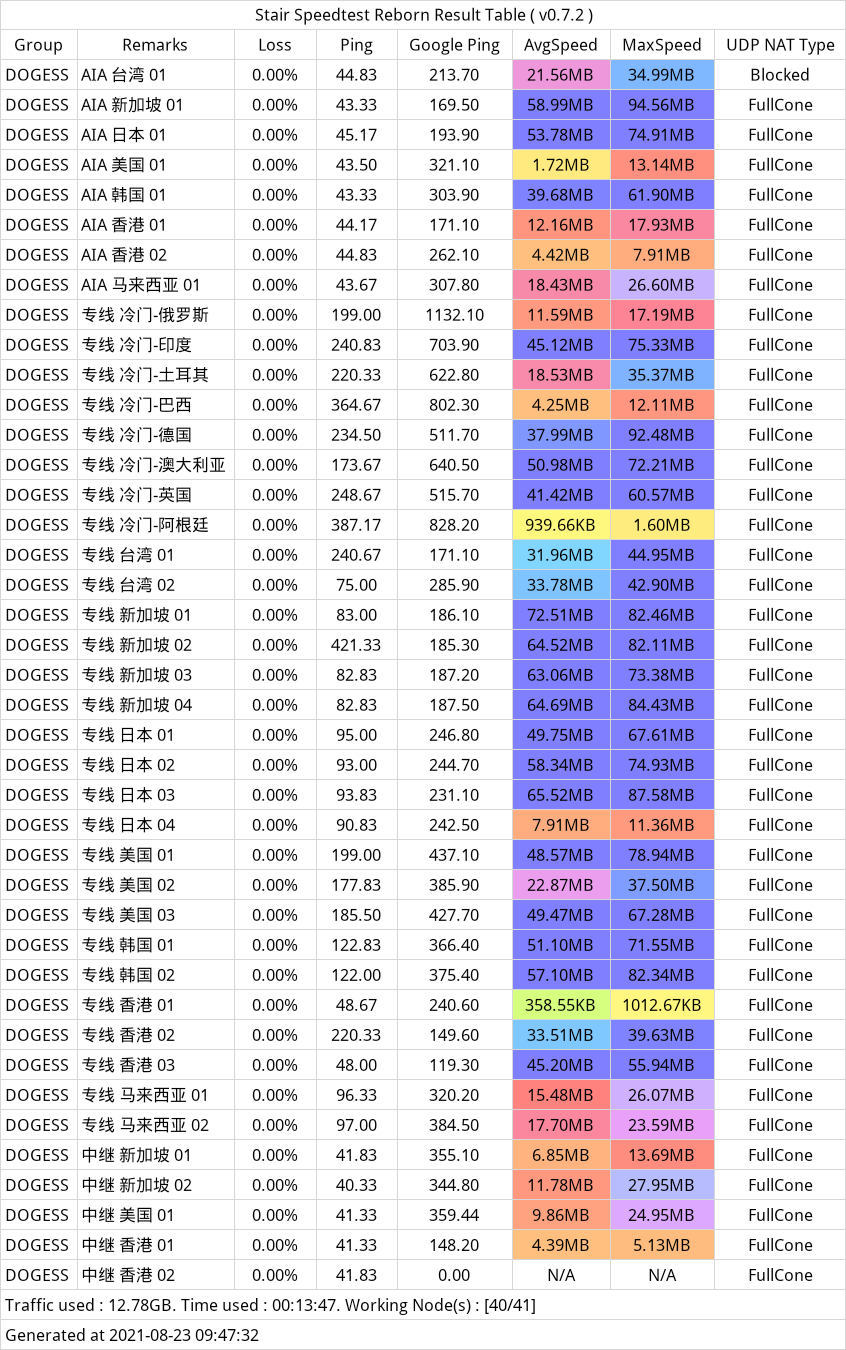 Stair Speedtest Reborn Result Table ( v0.7.2 )
Group Remarks Loss Ping Google Ping AvgSpeed MaxSpeed UDP NAT Type
DOGESS AIA 台湾 01 0.00% 44.83 213.70 21.56MB 34.99MB Blocked
DOGESS AIA 新加坡 01 0.00% 43.33 169.50 58.99MB 94.56MB FullCone
DOGESS AIA 日本 01 0.00% 45.17 193.90 53.78MB 74.91MB FullCone
DOGESS AIA 美国 01 0.00% 43.50 321.10 1.72MB 13.14MB FullCone
DOGESS AIA 韩国 01 0.00% 43.33 303.90 39.68MB 61.90MB FullCone
DOGESS AIA 香港 01 0.00% 44.17 171.10 12.16MB 17.93MB FullCone
DOGESS AIA 香港 02 0.00% 44.83 262.10 4.42MB 7.91MB FullCone
DOGESS AIA 马来西亚 01 0.00% 43.67 307.80 18.43MB 26.60MB FullCone
DOGESS 专线 冷门-俄罗斯 0.00% 199.00 1132.10 11.59MB 17.19MB FullCone
DOGESS 专线 冷门-印度 0.00% 240.83 703.90 45.12MB 75.33MB FullCone
DOGESS 专线 冷门-土耳其 0.00% 220.33 622.80 18.53MB 35.37MB FullCone
DOGESS 专线 冷门-巴西 0.00% 364.67 802.30 4.25MB 12.11MB FullCone
DOGESS 专线 冷门-德国 0.00% 234.50 511.70 37.99MB 92.48MB FullCone
DOGESS 专线 冷门-澳大利亚 0.00% 173.67 640.50 50.98MB 72.21MB FullCone
DOGESS 专线 冷门-英国 0.00% 248.67 515.70 41.42MB 60.57MB FullCone
DOGESS 专线 冷门-阿根廷 0.00% 387.17 828.20 939.66KB 1.60MB FullCone
DOGESS 专线 台湾 01 0.00% 240.67 171.10 31.96MB 44.95MB FullCone
DOGESS 专线 台湾 02 0.00% 75.00 285.90 33.78MB 42.90MB FullCone
DOGESS 专线 新加坡 01 0.00% 83.00 186.10 72.51MB 82.46MB FullCone
DOGESS 专线 新加坡 02 0.00% 421.33 185.30 64.52MB 82.11MB FullCone
DOGESS 专线 新加坡 03 0.00% 82.83 187.20 63.06MB 73.38MB FullCone
DOGESS 专线 新加坡 04 0.00% 82.83 187.50 64.69MB 84.43MB FullCone
DOGESS 专线 日本 01 0.00% 95.00 246.80 49.75MB 67.61MB FullCone
DOGESS 专线 日本 02 0.00% 93.00 244.70 58.34MB 74.93MB FullCone
DOGESS 专线 日本 03 0.00% 93.83 231.10 65.52MB 87.58MB FullCone
DOGESS 专线 日本 04 0.00% 90.83 242.50 7.91MB 11.36MB FullCone
DOGESS 专线 美国 01 0.00% 199.00 437.10 48.57MB 78.94MB FullCone
DOGESS 专线 美国 02 0.00% 177.83 385.90 22.87MB 37.50MB FullCone
DOGESS 专线 美国 03 0.00% 185.50 427.70 49.47MB 67.28MB FullCone
DOGESS 专线 韩国 01 0.00% 122.83 366.40 51.10MB 71.55MB FullCone
DOGESS 专线 韩国 02 0.00% 122.00 375.40 57.10MB 82.34MB FullCone
DOGESS 专线 香港 01 0.00% 48.67 240.60 358.55KB 1012.67KB FullCone
DOGESS 专线 香港 02 0.00% 220.33 149.60 33.51MB 39.63MB FullCone
DOGESS 专线 香港 03 0.00% 48.00 119.30 45.20MB 55.94MB FullCone
DOGESS 专线 马来西亚 01 0.00% 96.33 320.20 15.48MB 26.07MB FullCone
DOGESS 专线 马来西亚 02 0.00% 97.00 384.50 17.70MB 23.59MB FullCone
DOGESS 中继 新加坡 01 0.00% 41.83 355.10 6.85MB 13.69MB FullCone
DOGESS 中继 新加坡 02 0.00% 40.33 344.80 11.78MB 27.95MB FullCone
DOGESS 中继 美国 01 0.00% 41.33 359.44 9.86MB 24.95MB FullCone
DOGESS 中继 香港 01 0.00% 41.33 148.20 4.39MB 5.13MB FullCone
DOGESS 中继 香港 02 0.00% 41.83 0.00 N/A N/A FullCone
Traffic used : 12.78GB. Time used : 00:13:47. Working Node(s) : [40/41]
Generated at 2021-08-23 09:47:32